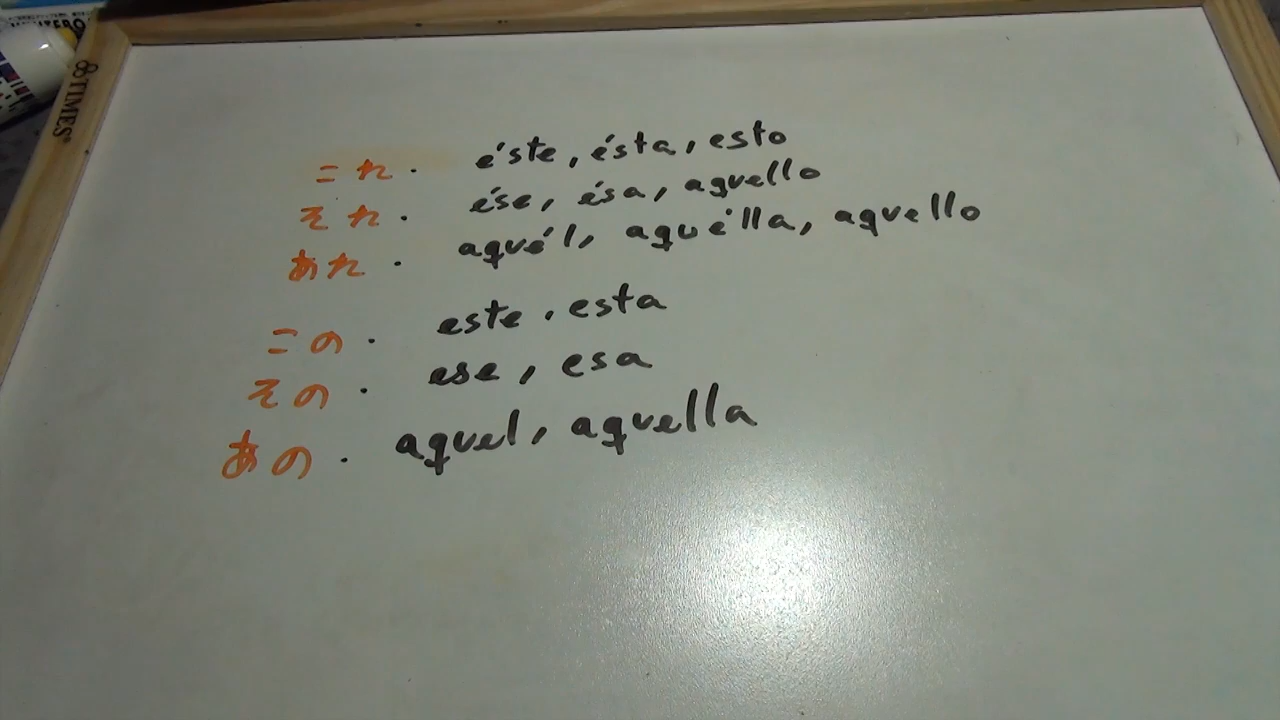 TIMES
これ. éste, ésta, esto
それ. ése, ésa, aquello
あれ. aquél, aquélla, aquello
この. este, esta
その. ese, esa
あの. aquel, aquella